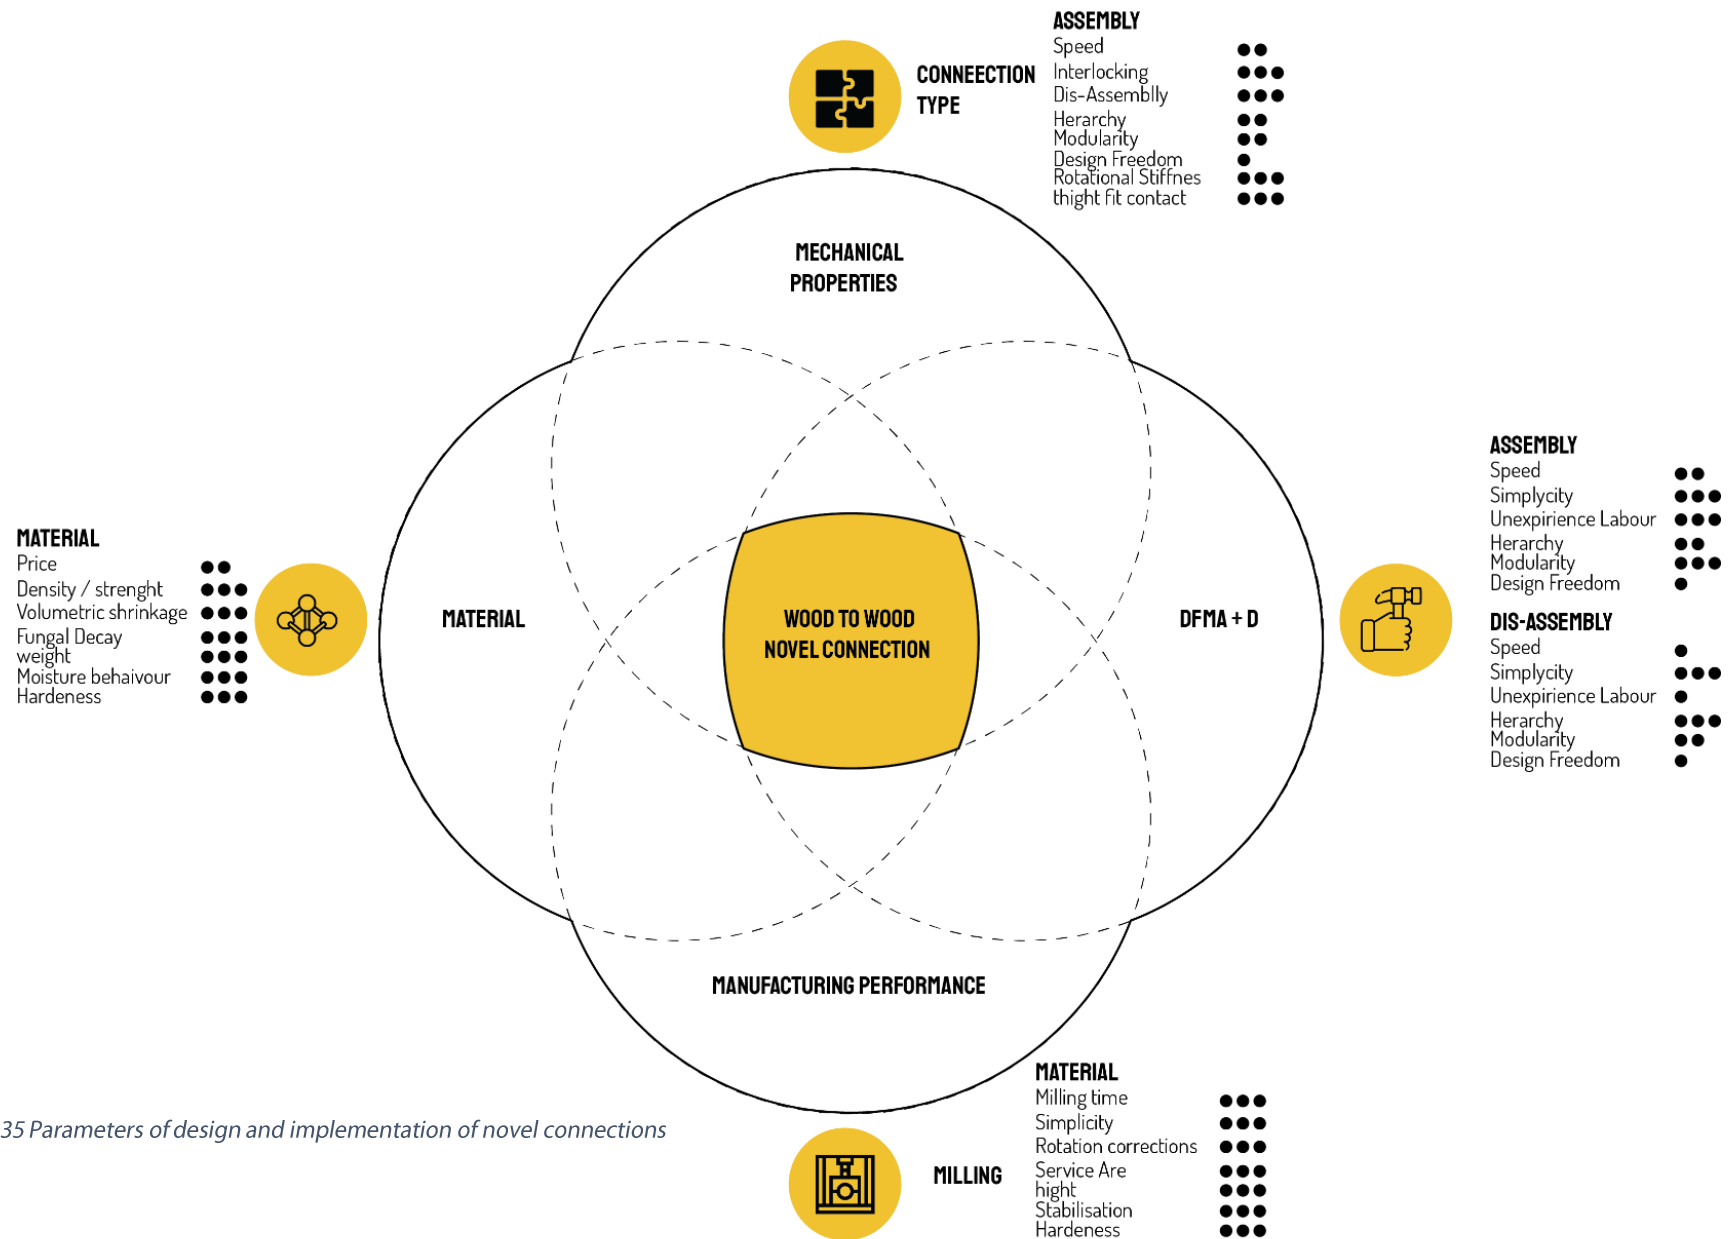 ASSEMBLY
Speed
Interlocking
Dis-Assemblly
Herarchy
Modularity
Design Freedom
Rotational Stiffnes
thight fit contact
CONNEECTION
TYPE
MECHANICAL
PROPERTIES
ASSEMBLY
Speed
Simplycity
Unexpirience Labour
Herarchy
Modularity
Design Freedom
DIS-ASSEMBLY
Speed
Simplycity
Unexpirience Labour
Herarchy
Modularity
Design Freedom
MATERIAL
Price
Density / strenght
Volumetric shrinkage
Fungal Decay
weight
Moisture behaivour
Hardeness
MATERIAL
WOOD TO WOOD
NOVEL CONNECTION
DFMA + D
MANUFACTURING PERFORMANCE
MATERIAL
Milling time
Simplicity
Rotation corrections
Service Are
hight
Stabilisation
Hardeness
MILLING
35 Parameters of design and implementation of novel connections